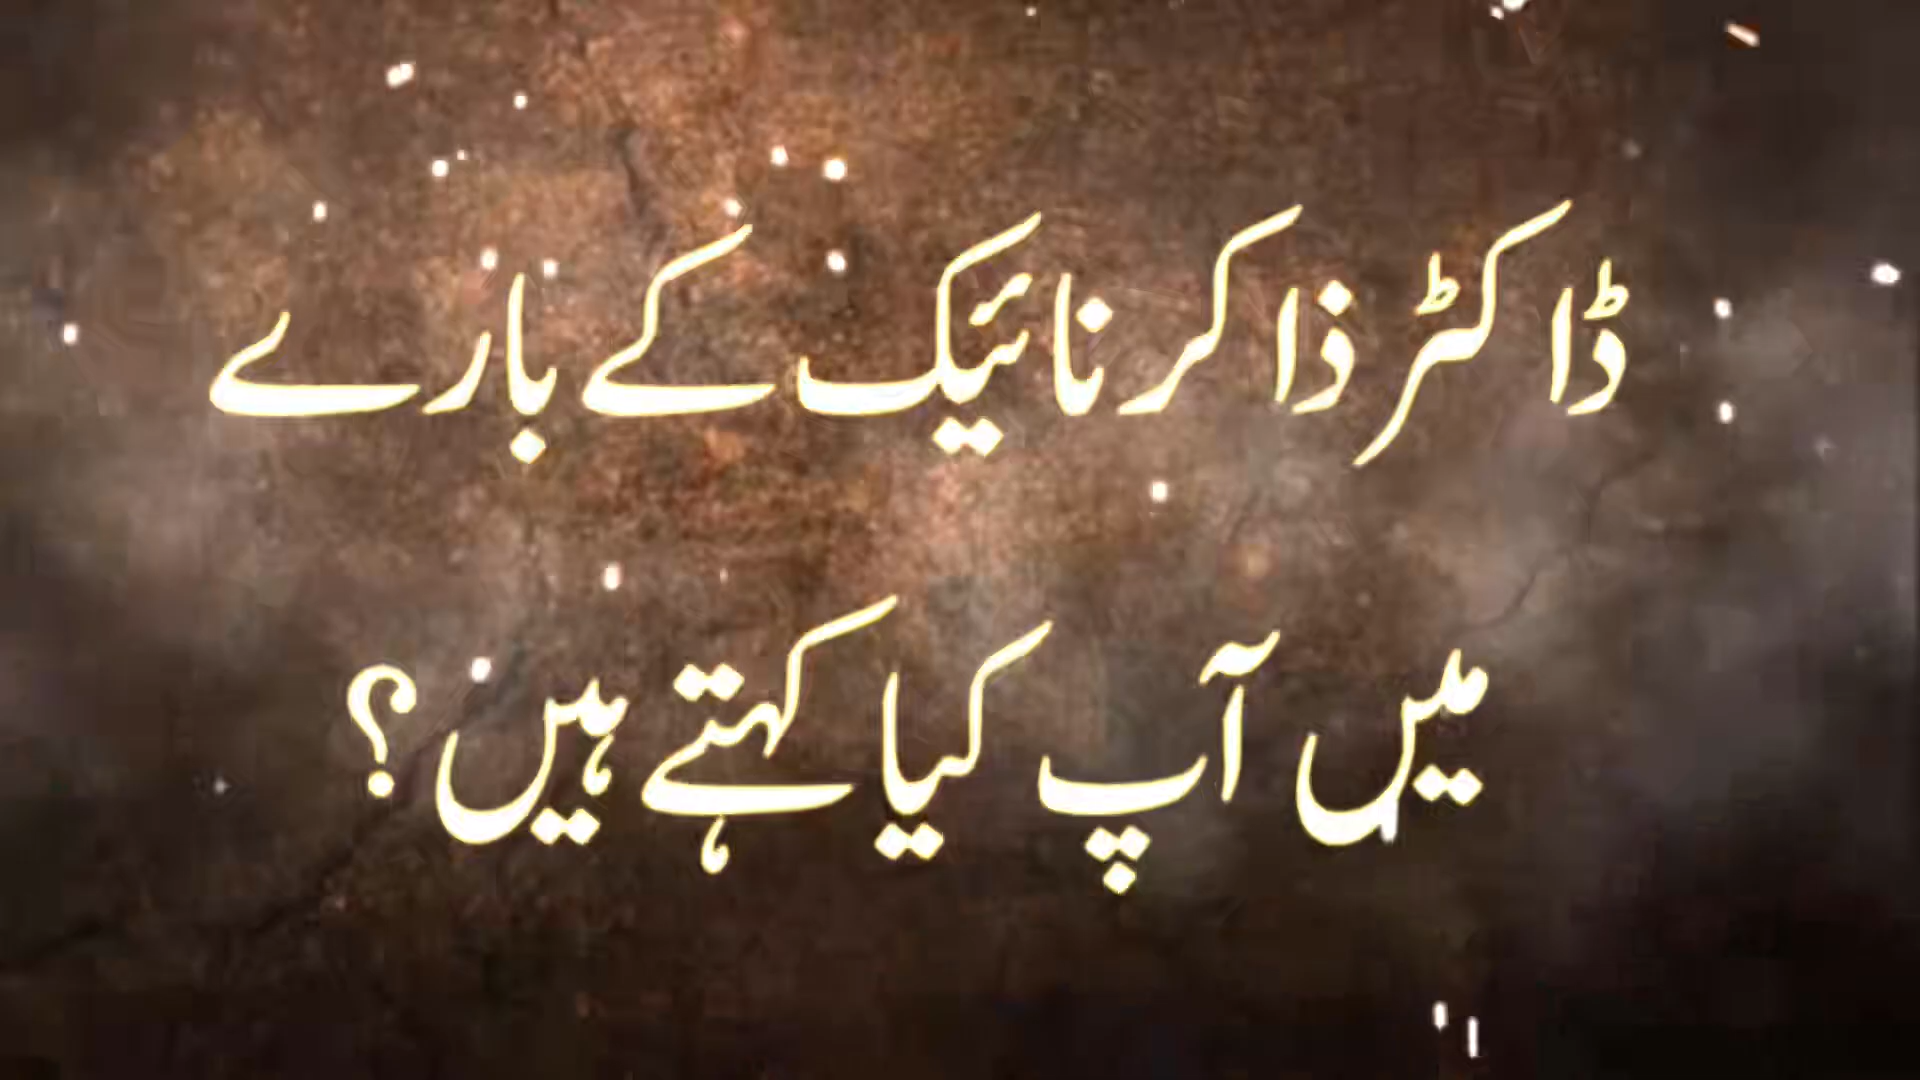 ڈاکٹر ذاکر نائیک کے بارے
میں آپ کیا کہتے ہیں؟